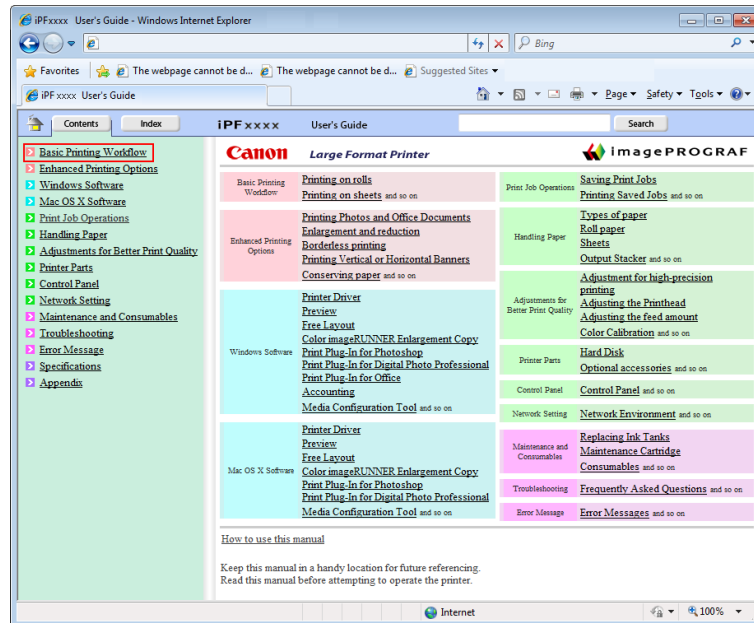 iPFxxxx User's Guide - Windows Internet Explorer
Bing
Favorites
The webpage cannot be d...
The webpage cannot be d...
Suggested Sites
iPF xxxx User's Guide
Page
Safety
Tools
Contents
Index
iPFxxxx
User's Guide
Search
Basic Printing Workflow
Enhanced Printing Options
Windows Software
Mac OS X Software
Print Job Operations
Handling Paper
Adjustments for Better Print Quality
Printer Parts
Control Panel
Network Setting
Maintenance and Consumables
Troubleshooting
Error Message
Specifications
Appendix
Canon
Large Format Printer
imagePROGRAF
Basic Printing
Workflow
Printing on rolls
Printing on sheets and so on
Enhanced Printing
Options
Printing Photos and Office Documents
Enlargement and reduction
Borderless printing
Printing Vertical or Horizontal Banners
Conserving paper and so on
Windows Software
Printer Driver
Preview
Free Layout
Color imageRUNNER Enlargement Copy
Print Plug-In for Photoshop
Print Plug-In for Digital Photo Professional
Print Plug-In for Office
Accounting
Media Configuration Tool and so on
Mac OS X Software
Printer Driver
Preview
Free Layout
Color imageRUNNER Enlargement Copy
Print Plug-In for Photoshop
Print Plug-In for Digital Photo Professional
Media Configuration Tool and so on
Print Job Operations
Saving Print Jobs
Printing Saved Jobs and so on
Handling Paper
Types of paper
Roll paper
Sheets
Output Stacker and so on
Adjustments for
Better Print Quality
Adjustment for high-precision
printing
Adjusting the Printhead
Adjusting the feed amount
Color Calibration and so on
Printer Parts
Hard Disk
Optional accessories and so on
Control Panel
Control Panel and so on
Network Setting
Network Environment and so on
Maintenance and
Consumables
Replacing Ink Tanks
Maintenance Cartridge
Consumables and so on
Troubleshooting
Frequently Asked Questions and so on
Error Message
Error Messages and so on
How to use this manual
Keep this manual in a handy location for future referencing.
Read this manual before attempting to operate the printer.
Internet
100%